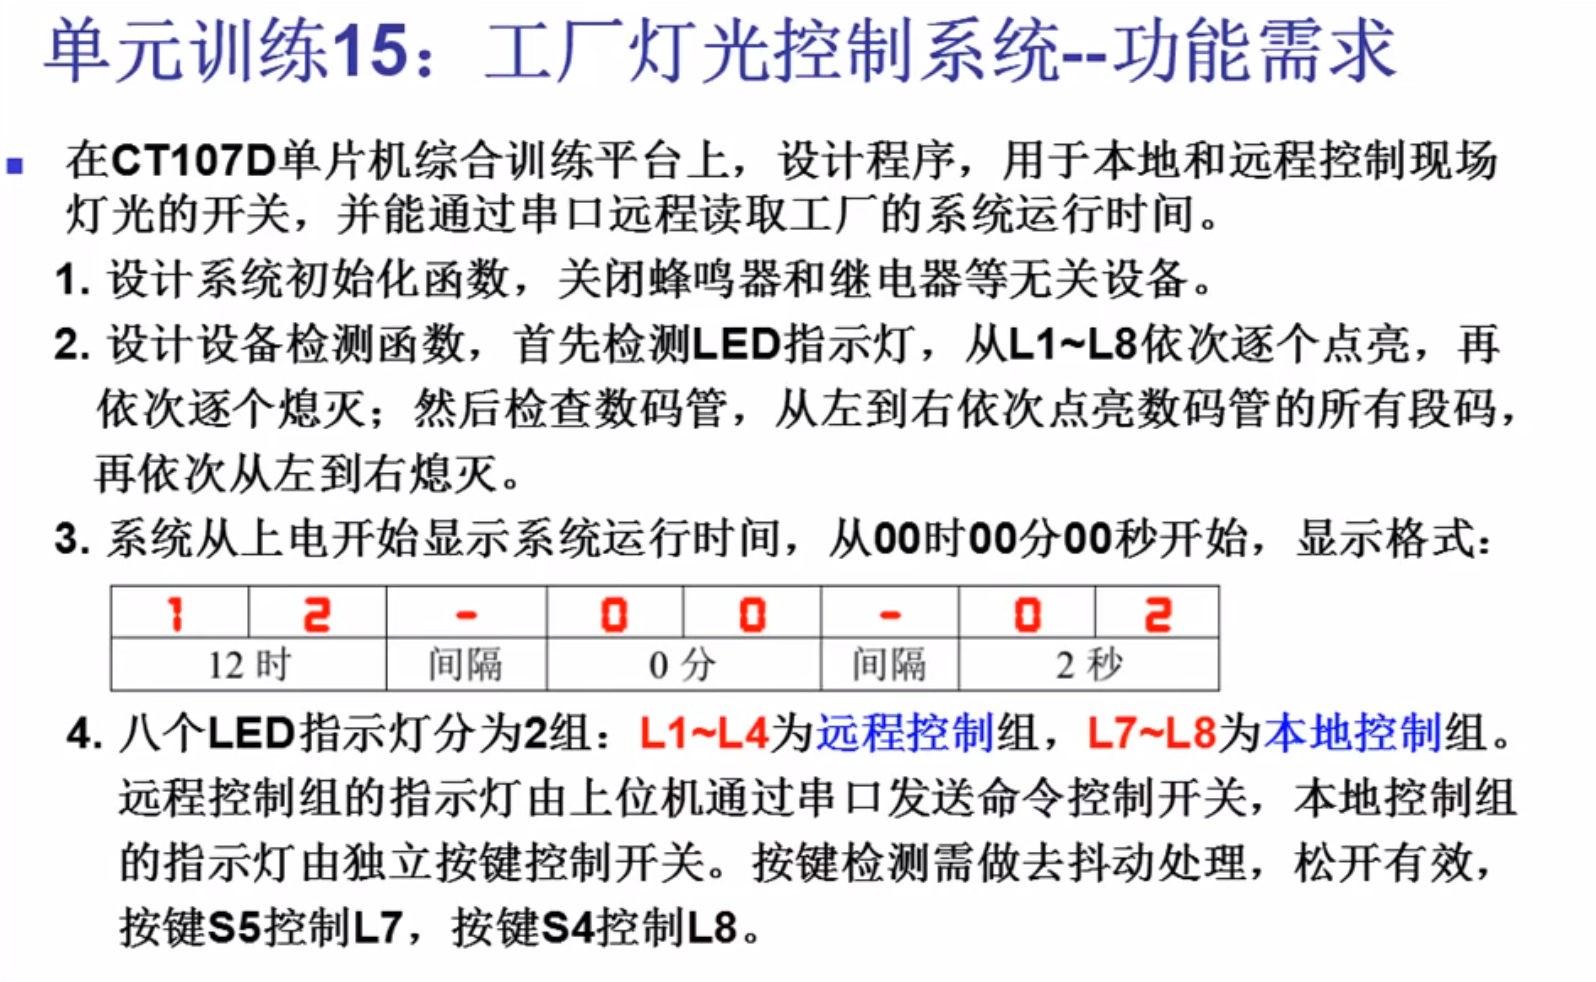 单元训练15：工厂灯光控制系统--功能需求
在CT107D单片机综合训练平台上，设计程序，用于本地和远程控制现场
灯光的开关，并能通过串口远程读取工厂的系统运行时间。
1. 设计系统初始化函数，关闭蜂鸣器和继电器等无关设备。
2. 设计设备检测函数，首先检测LED指示灯，从L1~L8依次逐个点亮，再
依次逐个熄灭；然后检查数码管，从左到右依次点亮数码管的所有段码，
再依次从左到右熄灭。
3. 系统从上电开始显示系统运行时间，从00时00分00秒开始，显示格式：
1 2 - 0 0 - 0 2
12 时 间隔 0 分 间隔 2 秒
4. 八个LED指示灯分为2组：L1~L4为远程控制组，L7~L8为本地控制组。
远程控制组的指示灯由上位机通过串口发送命令控制开关，本地控制组
的指示灯由独立按键控制开关。按键检测需做去抖动处理，松开有效，
按键S5控制L7，按键S4控制L8。